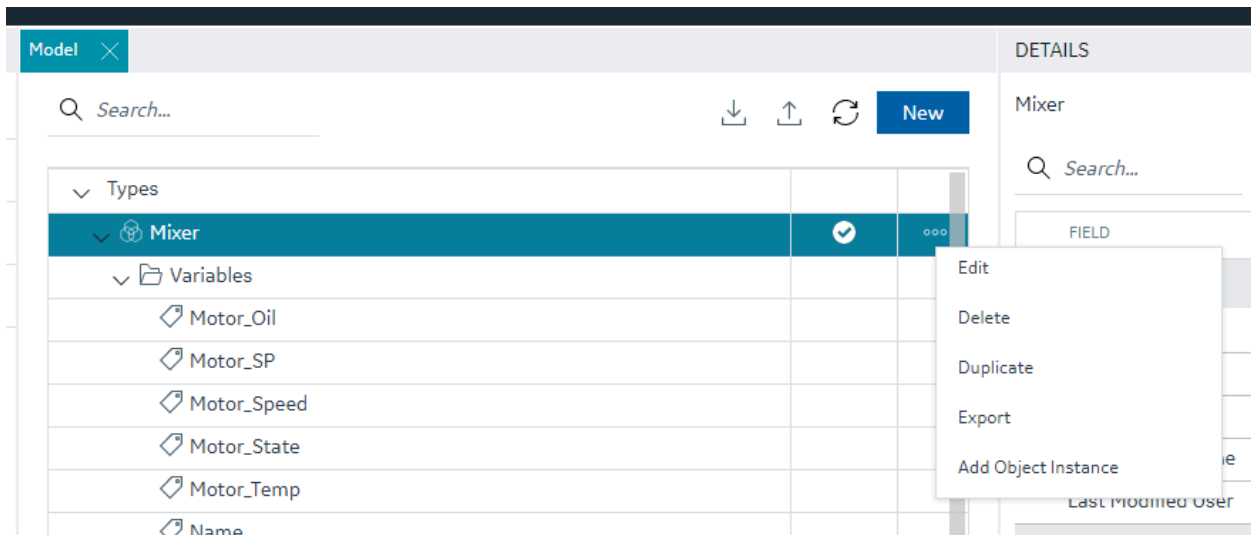 Model
DETAILS
Search...
New
Mixer
Search...
Types
Mixer
FIELD
Variables
Edit
Motor_Oil
Delete
Motor_SP
Duplicate
Motor_Speed
Export
Motor_State
Add Object Instance
Motor_Temp
Last Modified User
Name